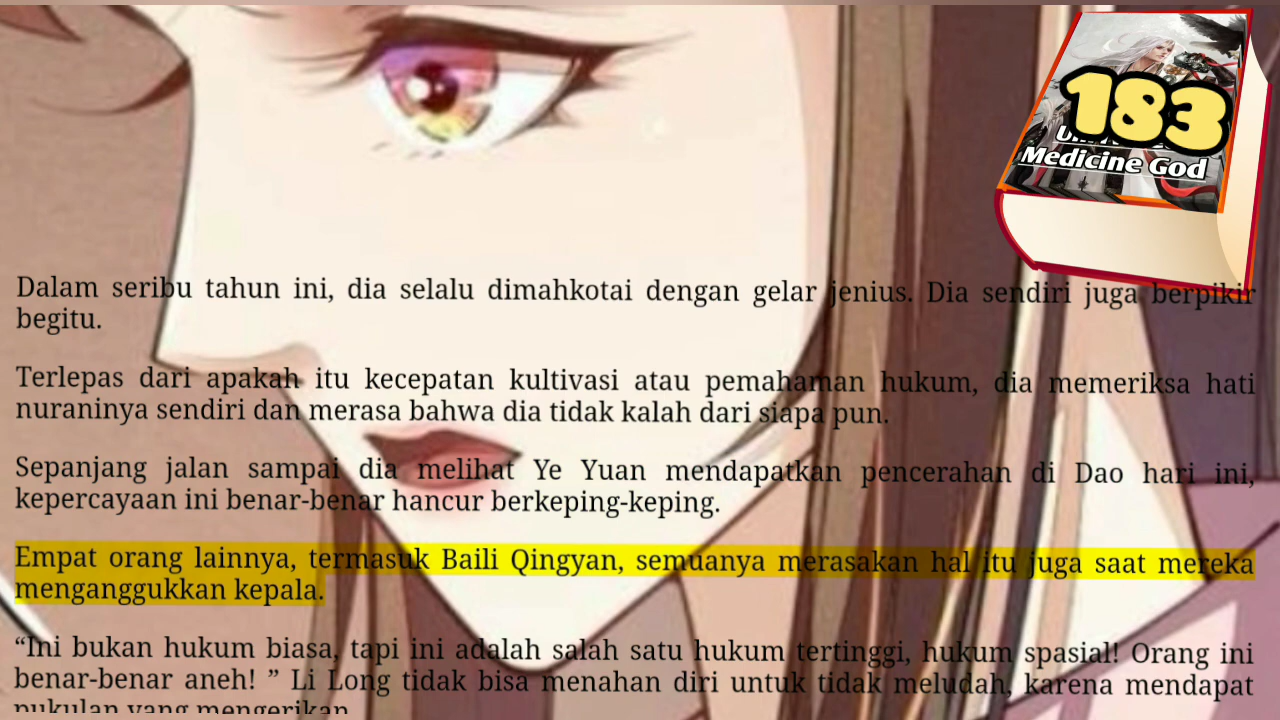 183
Medicine God
Dalam seribu tahun ini, dia selalu dimahkotai dengan gelar jenius. Dia sendiri juga berpikir
begitu.
Terlepas dari apakah itu kecepatan kultivasi atau pemahaman hukum, dia memeriksa hati
nuraninya sendiri dan merasa bahwa dia tidak kalah dari siapa pun.
Sepanjang jalan sampai dia melihat Ye Yuan mendapatkan pencerahan di Dao hari ini,
kepercayaan ini benar-benar hancur berkeping-keping.
Empat orang lainnya, termasuk Baili Qingyan, semuanya merasakan hal itu juga saat mereka
menganggukkan kepala.
“Ini bukan hukum biasa, tapi ini adalah salah satu hukum tertinggi, hukum spasial! Orang ini
benar-benar aneh! ” Li Long tidak bisa menahan diri untuk tidak meludah, karena mendapat
pukulan yang mengerikan